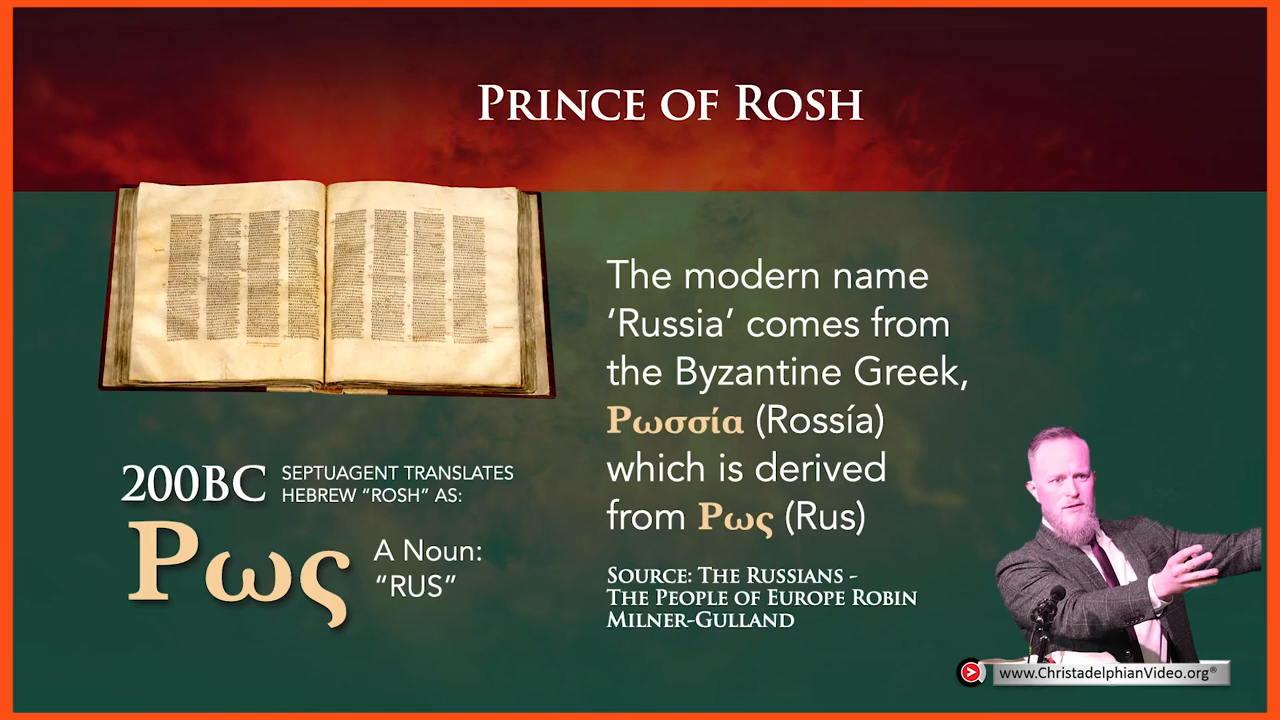 Prince of Rosh
The modern name
‘Russia’ comes from
the Byzantine Greek,
Ρωσσία (Rossía)
which is derived
from Ρως (Rus)
200BC
Septuagent translates
Hebrew “Rosh” as:
Ρως
A Noun:
“RUS”
Source: The Russians -
The People of Europe Robin
Milner-Gulland
www.ChristadelphianVideo.org®